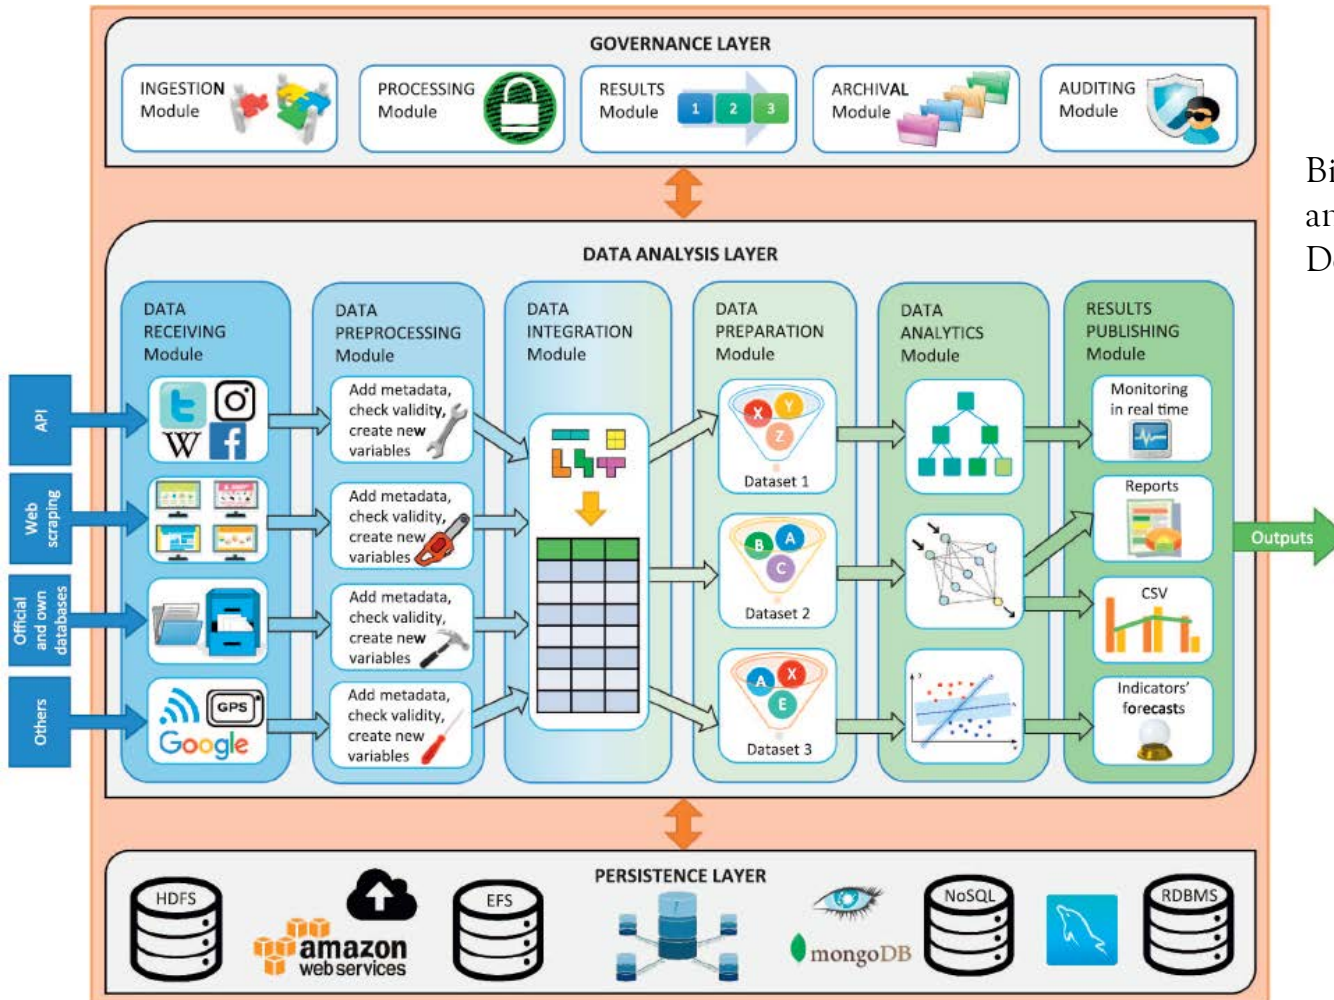 GOVERNANCE LAYER
INGESTION
Module
PROCESSING
Module
RESULTS
Module
1 2 3
ARCHIVAL
Module
AUDITING
Module
DATA ANALYSIS LAYER
DATA
RECEIVING
Module
DATA
PREPROCESSING
Module
DATA
INTEGRATION
Module
DATA
PREPARATION
Module
DATA
ANALYTICS
Module
RESULTS
PUBLISHING
Module
API
Web
scraping
Official
and own
databases
Others
W
GPS
Google
Add metadata,
check validity,
create new
variables
Add metadata,
check validity,
create new
variables
Add metadata,
check validity,
create new
variables
Add metadata,
check validity,
create new
variables
X Y
Z
Dataset 1
B A
C
Dataset 2
A X
E
Dataset 3
Monitoring
in real time
Reports
CSV
Indicators'
forecasts
Outputs
PERSISTENCE LAYER
HDFS
amazon
web services
EFS
mongoDB
NoSQL
RDBMS